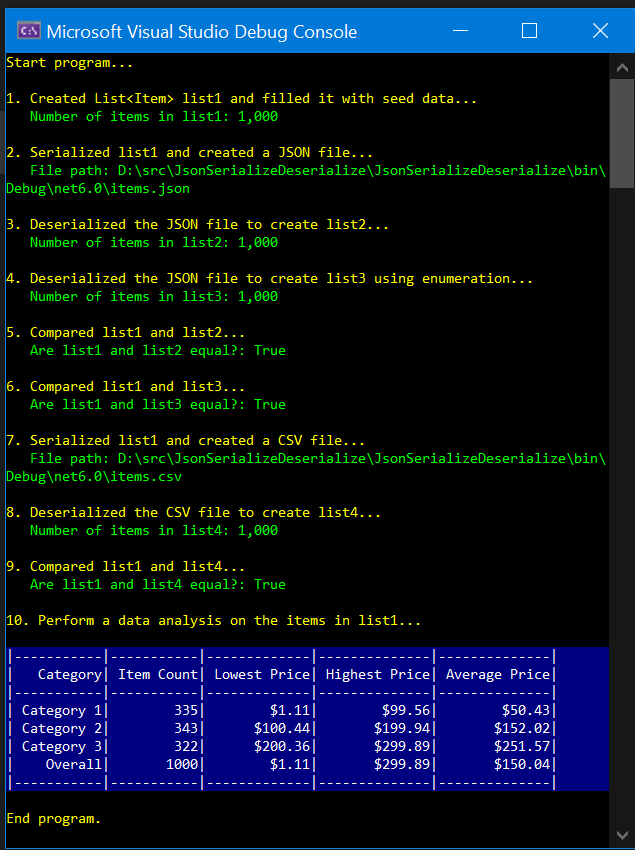 C:\ Microsoft Visual Studio Debug Console
Start program...
1. Created List<Item> list1 and filled it with seed data...
Number of items in list1: 1,000
2. Serialized list1 and created a JSON file...
File path: D:\src\JsonSerializeDeserialize\JsonSerializeDeserialize\bin\
Debug\net6.0\items.json
3. Deserialized the JSON file to create list2...
Number of items in list2: 1,000
4. Deserialized the JSON file to create list3 using enumeration...
Number of items in list3: 1,000
5. Compared list1 and list2...
Are list1 and list2 equal?: True
6. Compared list1 and list3...
Are list1 and list3 equal?: True
7. Serialized list1 and created a CSV file...
File path: D:\src\JsonSerializeDeserialize\JsonSerializeDeserialize\bin\
Debug\net6.0\items.csv
8. Deserialized the CSV file to create list4...
Number of items in list4: 1,000
9. Compared list1 and list4...
Are list1 and list4 equal?: True
10. Perform a data analysis on the items in list1...
|-----------|-----------|-------------|--------------|--------------|
|   Category| Item Count| Lowest Price| Highest Price| Average Price|
|-----------|-----------|-------------|--------------|--------------|
| Category 1|        335|        $1.11|        $99.56|        $50.43|
| Category 2|        343|      $100.44|       $199.94|       $152.02|
| Category 3|        322|      $200.36|       $299.89|       $251.57|
|    Overall|       1000|        $1.11|       $299.89|       $150.04|
|-----------|-----------|-------------|--------------|--------------|
End program.